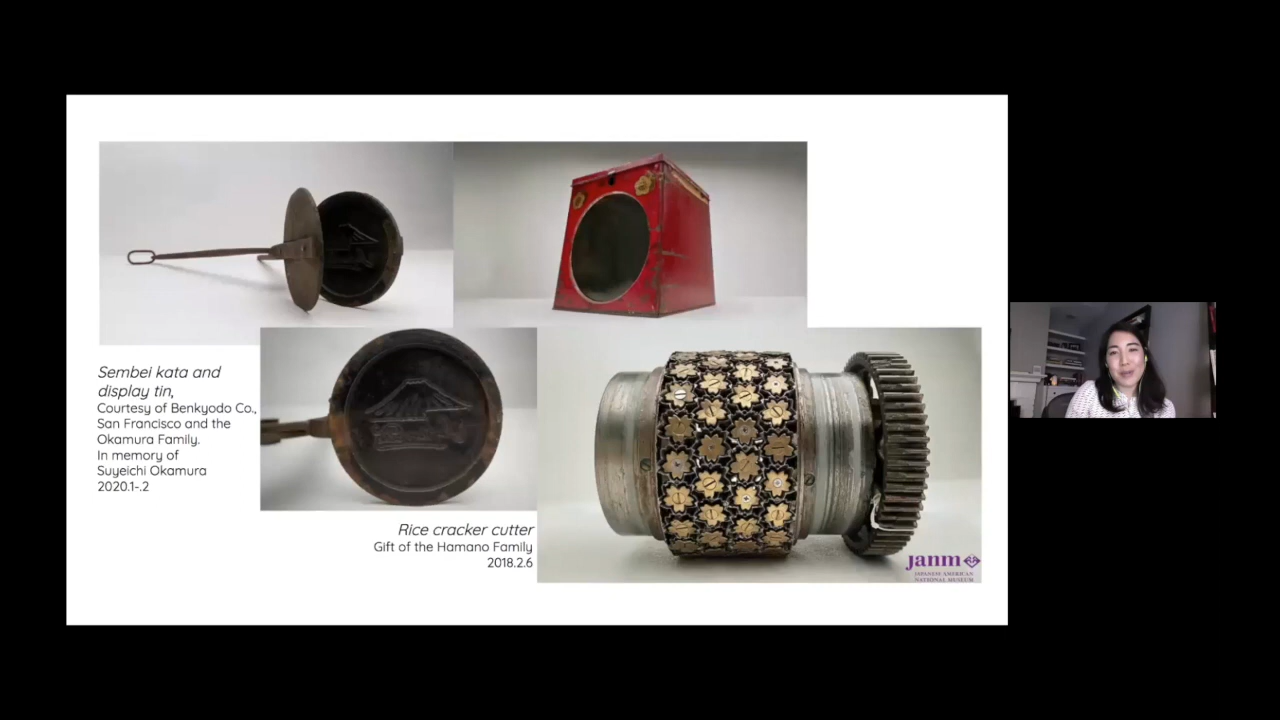 Sembei kata and
display tin,
Courtesy of Benkyodo Co.,
San Francisco and the
Okamura Family.
In memory of
Suyeichi Okamura
2020.1-.2
Rice cracker cutter
Gift of the Hamano Family
2018.2.6
janm
JAPANESE AMERICAN
NATIONAL MUSEUM